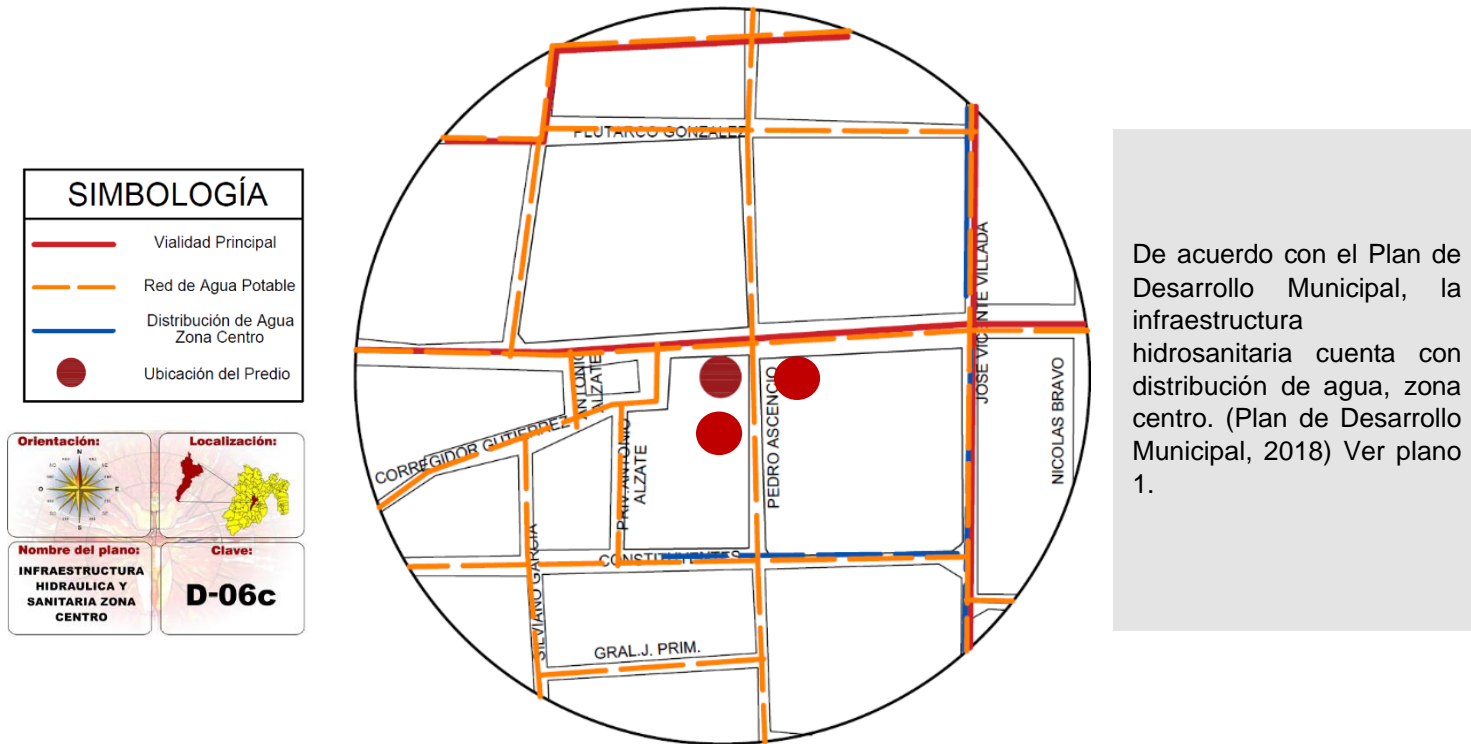 SIMBOLOGÍA
Vialidad Principal
Red de Agua Potable
Distribución de Agua
Zona Centro
Ubicación del Predio
Orientación:
N
O
E
S
Localización:
Nombre del plano:
INFRAESTRUCTURA
HIDRAULICA Y
SANITARIA ZONA
CENTRO
Clave:
D-06c
PLUTARCO GONZALEZ
JOSE VICENTE VILLADA
NICOLAS BRAVO
ANTONIO
ALZATE
PEDRO ASCENCIO
CORREGIDOR GUTIERREZ
PRIV. ANTONIO
ALZATE
CONSTITUYENTES
SILVIANO GARCIA
GRAL.J. PRIM.
De acuerdo con el Plan de
Desarrollo Municipal, la
infraestructura
hidrosanitaria cuenta con
distribución de agua, zona
centro. (Plan de Desarrollo
Municipal, 2018) Ver plano
1.